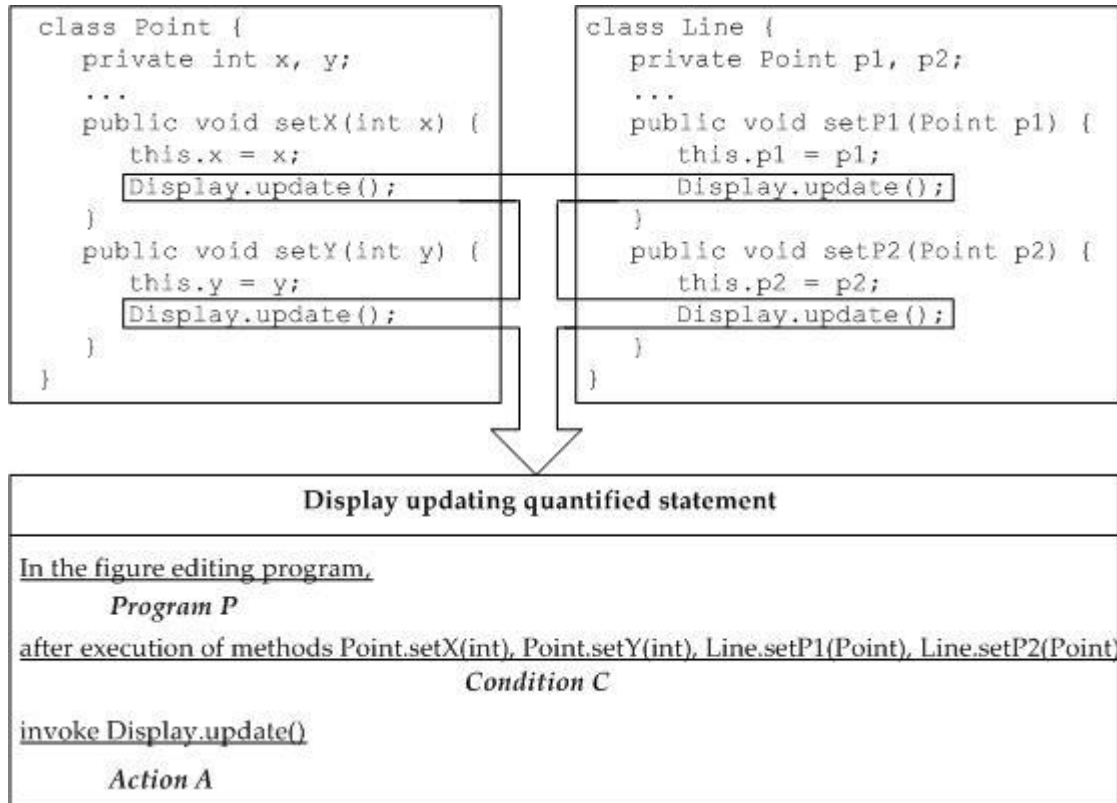 class Point {
private int x, y;
...
public void setX(int x) {
this.x = x;
Display.update();
}
public void setY(int y) {
this.y = y;
Display.update();
}
}
class Line {
private Point p1, p2;
...
public void setP1(Point p1) {
this.p1 = p1;
Display.update();
}
public void setP2(Point p2) {
this.p2 = p2;
Display.update();
}
}
Display updating quantified statement
In the figure editing program,
Program P
after execution of methods Point.setX(int), Point.setY(int), Line.setP1(Point), Line.setP2(Point)
Condition C
invoke Display.update()
Action A